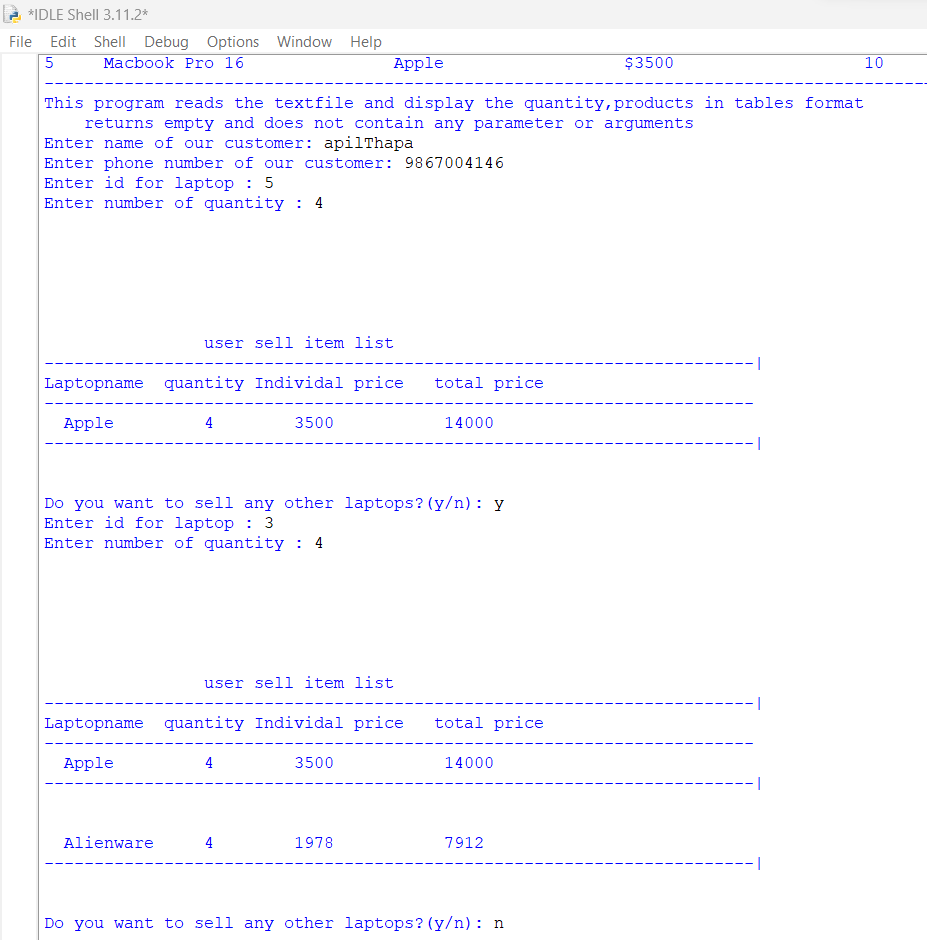 *IDLE Shell 3.11.2*
File Edit Shell Debug Options Window Help
5 Macbook Pro 16 Apple $3500 10
-----------------------------------------------------------------------------------------
This program reads the textfile and display the quantity,products in tables format
returns empty and does not contain any parameter or arguments
Enter name of our customer: apilThapa
Enter phone number of our customer: 9867004146
Enter id for laptop : 5
Enter number of quantity : 4
user sell item list
-----------------------------------------------------------------------|
Laptopname quantity Individal price total price
-----------------------------------------------------------------------
Apple 4 3500 14000
-----------------------------------------------------------------------|
Do you want to sell any other laptops?(y/n): y
Enter id for laptop : 3
Enter number of quantity : 4
user sell item list
-----------------------------------------------------------------------|
Laptopname quantity Individal price total price
-----------------------------------------------------------------------
Apple 4 3500 14000
-----------------------------------------------------------------------|
Alienware 4 1978 7912
-----------------------------------------------------------------------|
Do you want to sell any other laptops?(y/n): n